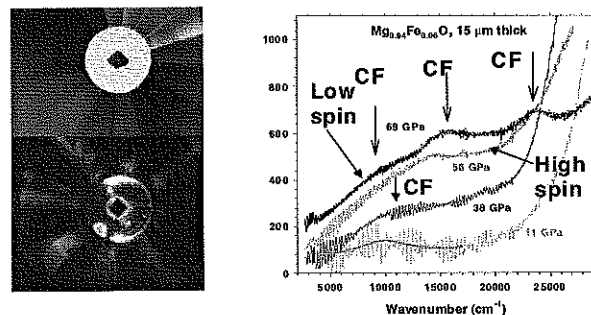 Mg0.94Fe0.06O, 15 µm thick
1000
800
600
400
200
0
CF
CF
CF
Low
spin
69 GPa
58 GPa
High
spin
CF
38 GPa
11 GPa
5000
10000
15000
20000
25000
Wavenumber (cm⁻¹)